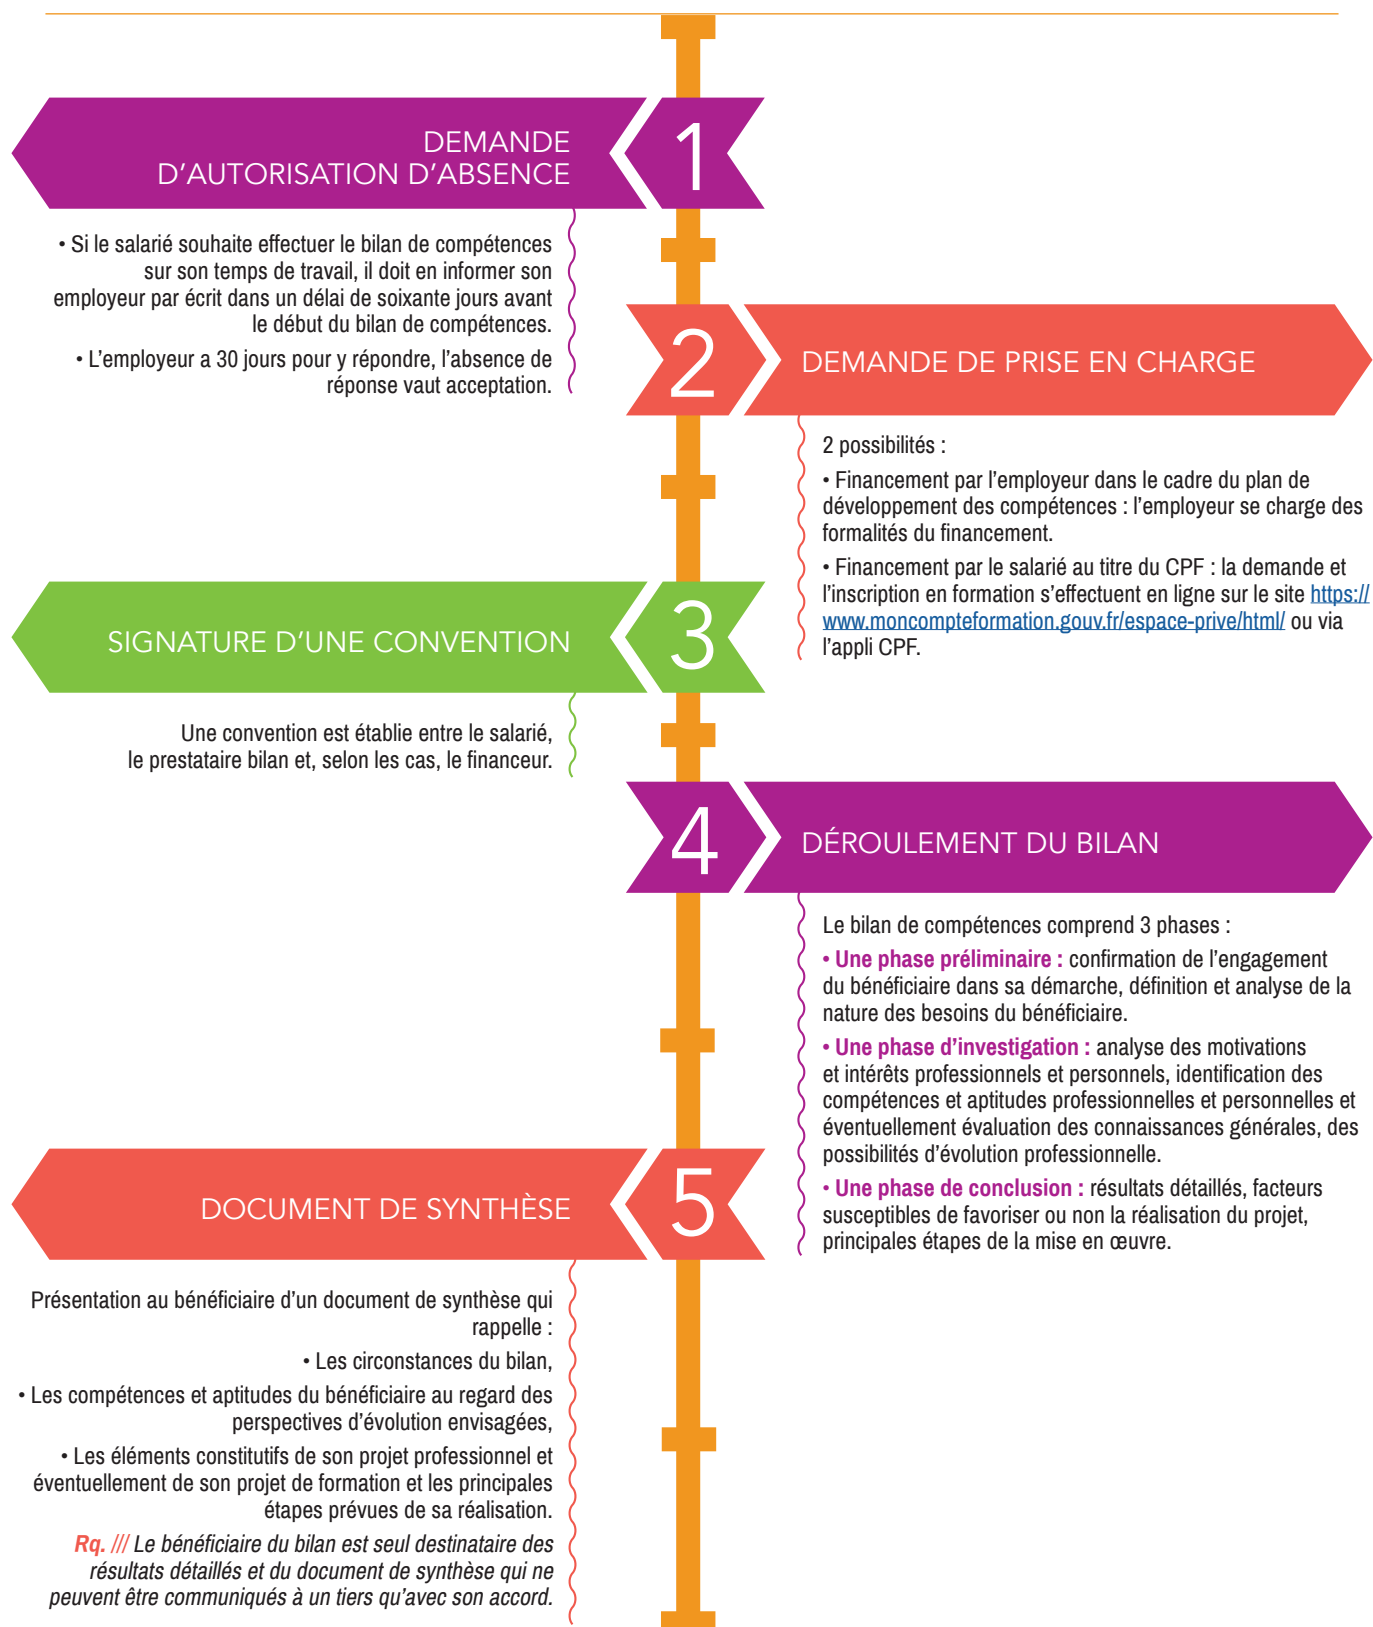 1
DEMANDE
D'AUTORISATION D'ABSENCE
• Si le salarié souhaite effectuer le bilan de compétences
sur son temps de travail, il doit en informer son
employeur par écrit dans un délai de soixante jours avant
le début du bilan de compétences.
• L'employeur a 30 jours pour y répondre, l'absence de
réponse vaut acceptation.
2
DEMANDE DE PRISE EN CHARGE
2 possibilités :
• Financement par l'employeur dans le cadre du plan de
développement des compétences : l'employeur se charge des
formalités du financement.
• Financement par le salarié au titre du CPF : la demande et
l'inscription en formation s'effectuent en ligne sur le site https://
www.moncompteformation.gouv.fr/espace-prive/html/ ou via
l'appli CPF.
3
SIGNATURE D'UNE CONVENTION
Une convention est établie entre le salarié,
le prestataire bilan et, selon les cas, le financeur.
4
DÉROULEMENT DU BILAN
Le bilan de compétences comprend 3 phases :
• Une phase préliminaire : confirmation de l'engagement
du bénéficiaire dans sa démarche, définition et analyse de la
nature des besoins du bénéficiaire.
• Une phase d'investigation : analyse des motivations
et intérêts professionnels et personnels, identification des
compétences et aptitudes professionnelles et personnelles et
éventuellement évaluation des connaissances générales, des
possibilités d'évolution professionnelle.
• Une phase de conclusion : résultats détaillés, facteurs
susceptibles de favoriser ou non la réalisation du projet,
principales étapes de la mise en œuvre.
5
DOCUMENT DE SYNTHÈSE
Présentation au bénéficiaire d'un document de synthèse qui
rappelle :
• Les circonstances du bilan,
• Les compétences et aptitudes du bénéficiaire au regard des
perspectives d'évolution envisagées,
• Les éléments constitutifs de son projet professionnel et
éventuellement de son projet de formation et les principales
étapes prévues de sa réalisation.
Rq. /// Le bénéficiaire du bilan est seul destinataire des
résultats détaillés et du document de synthèse qui ne
peuvent être communiqués à un tiers qu'avec son accord.